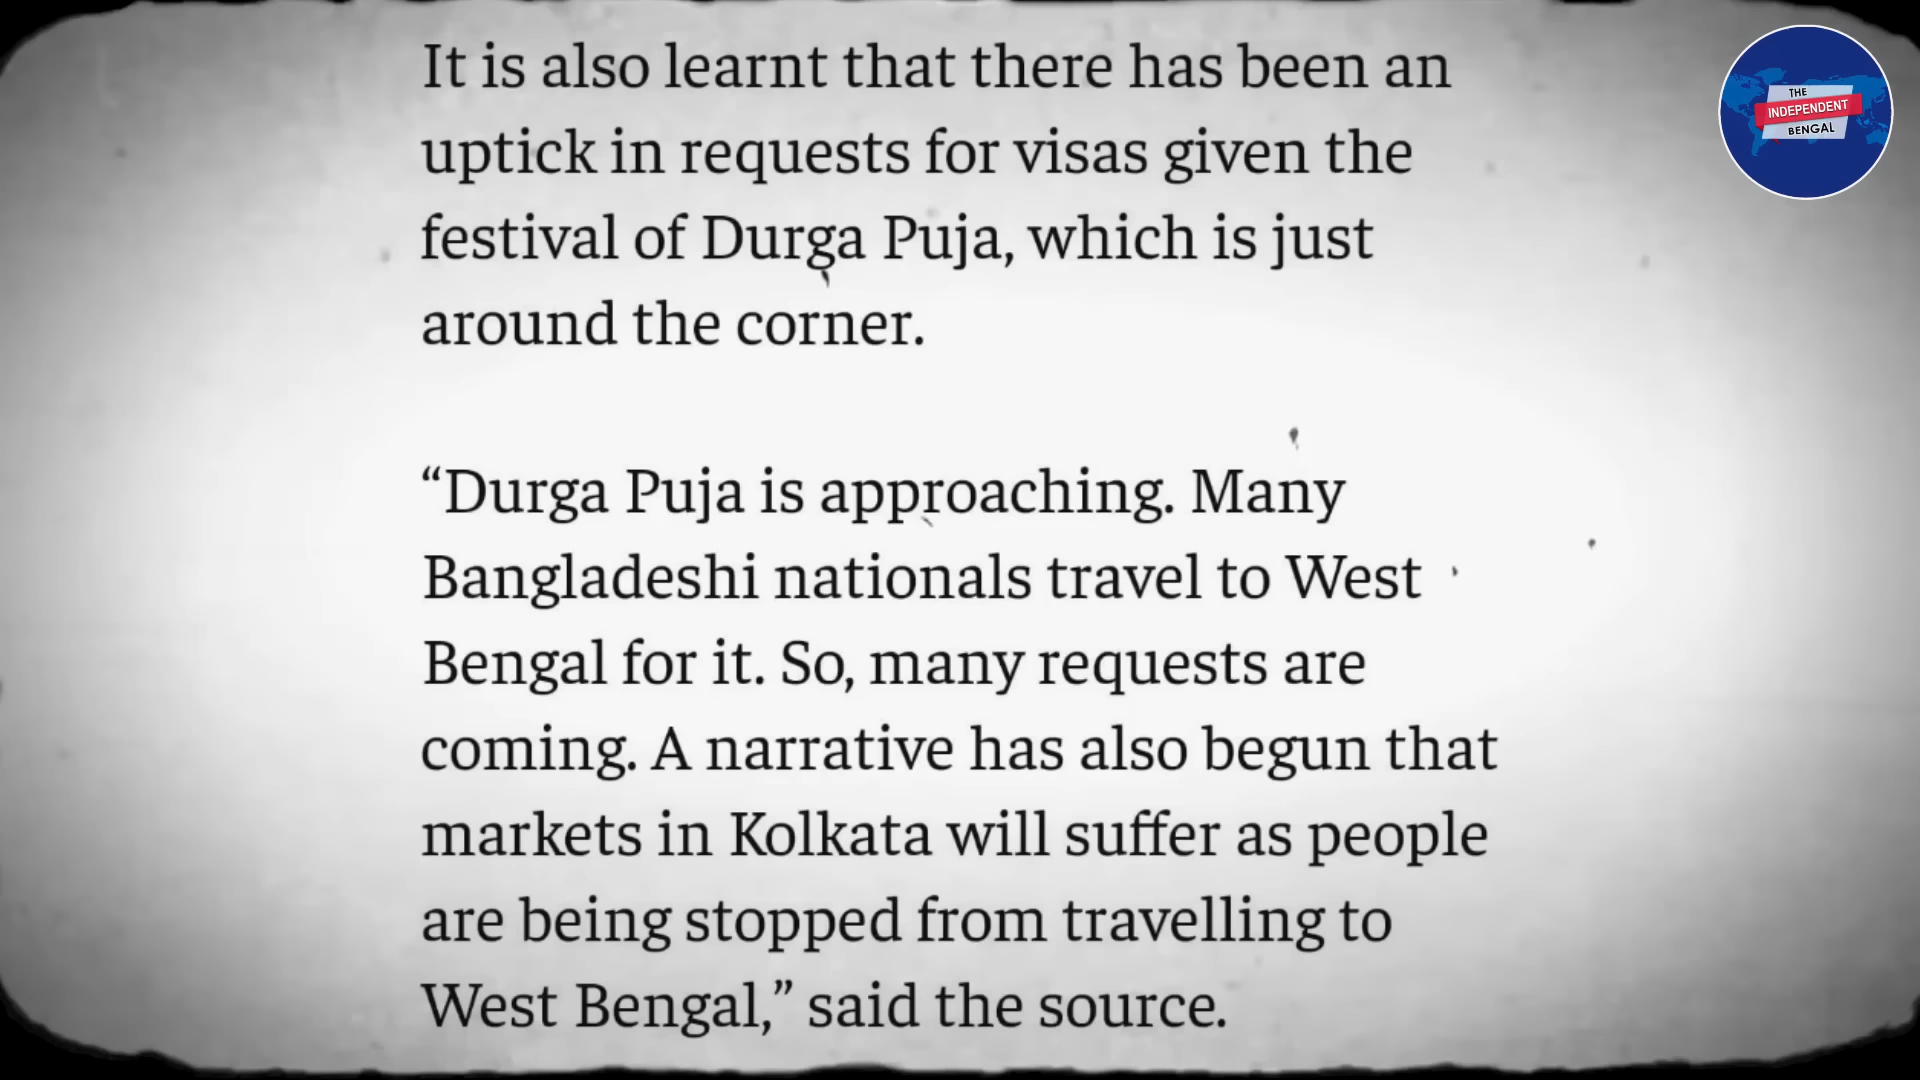 It is also learnt that there has been an
uptick in requests for visas given the
festival of Durga Puja, which is just
around the corner.
“Durga Puja is approaching. Many
Bangladeshi nationals travel to West
Bengal for it. So, many requests are
coming. A narrative has also begun that
markets in Kolkata will suffer as people
are being stopped from travelling to
West Bengal,” said the source.
THE
INDEPENDENT
BENGAL